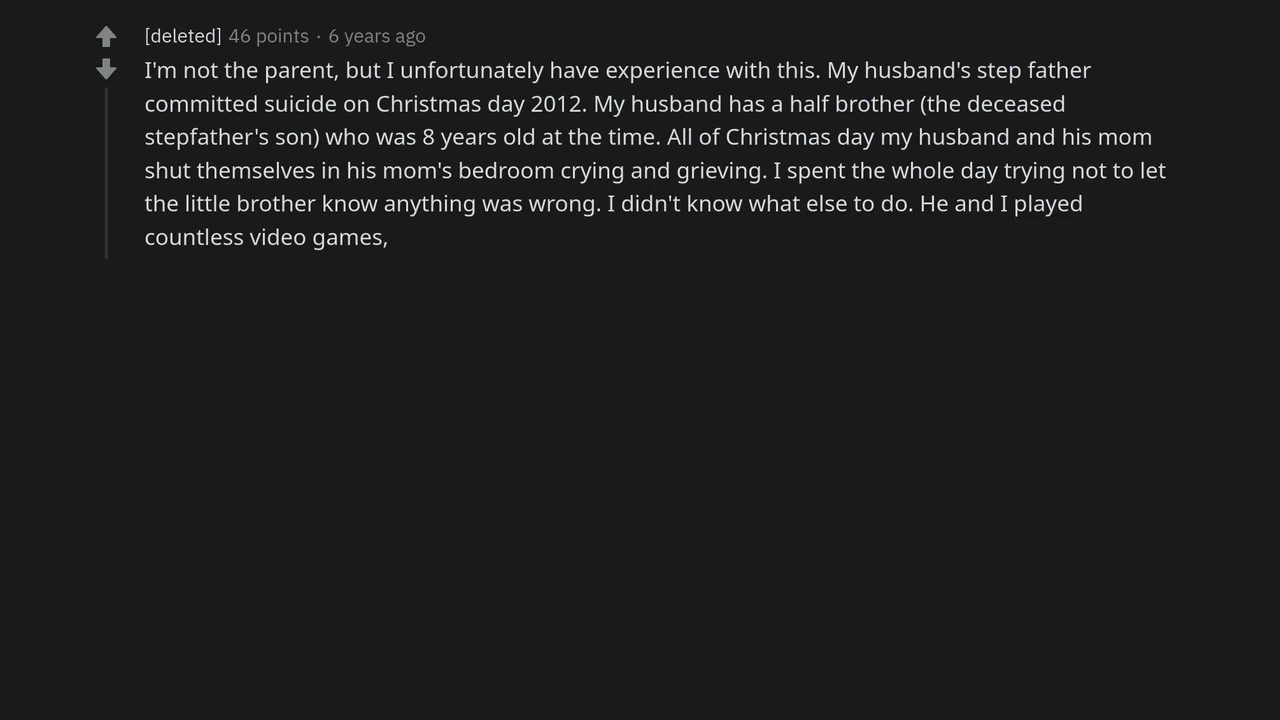 [deleted] 46 points · 6 years ago
I'm not the parent, but I unfortunately have experience with this. My husband's step father
committed suicide on Christmas day 2012. My husband has a half brother (the deceased
stepfather's son) who was 8 years old at the time. All of Christmas day my husband and his mom
shut themselves in his mom's bedroom crying and grieving. I spent the whole day trying not to let
the little brother know anything was wrong. I didn't know what else to do. He and I played
countless video games,